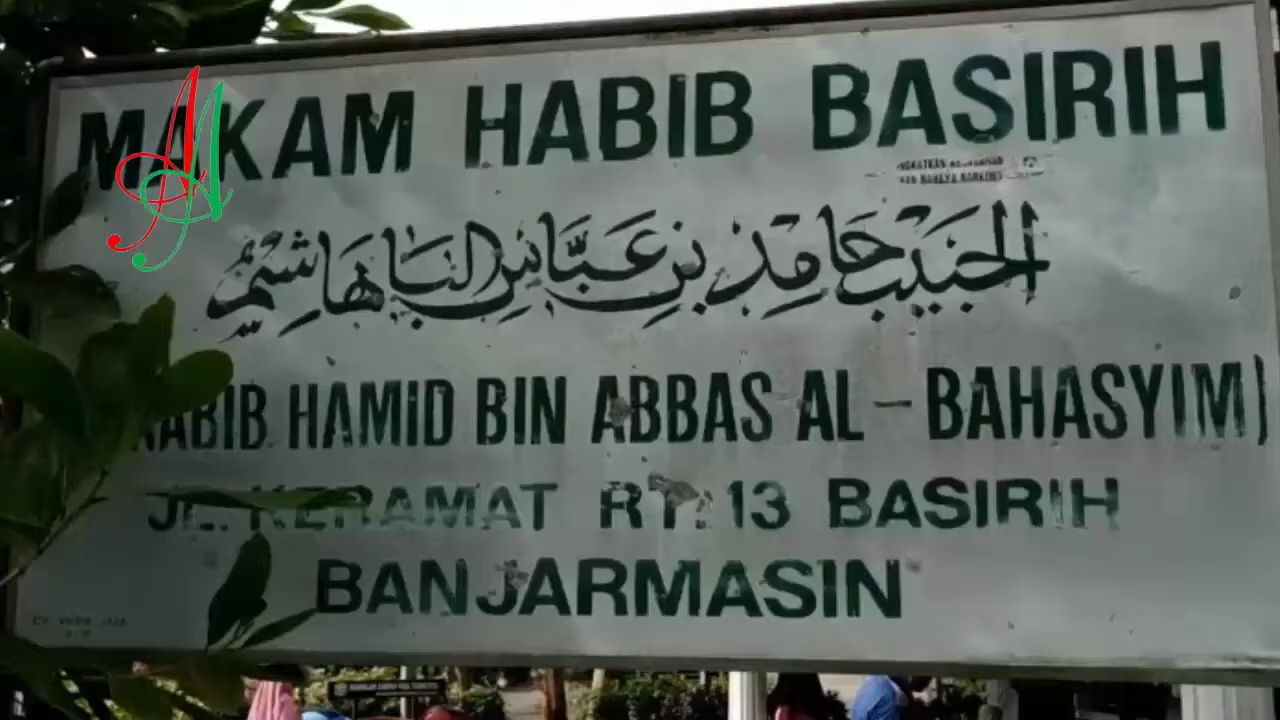 MAKAM HABIB BASIRIH
الحبيب حامد بن عباس الباهاشم
HABIB HAMID BIN ABBAS AL - BAHASYIM)
JL. KERAMAT RT. 13 BASIRIH
BANJARMASIN